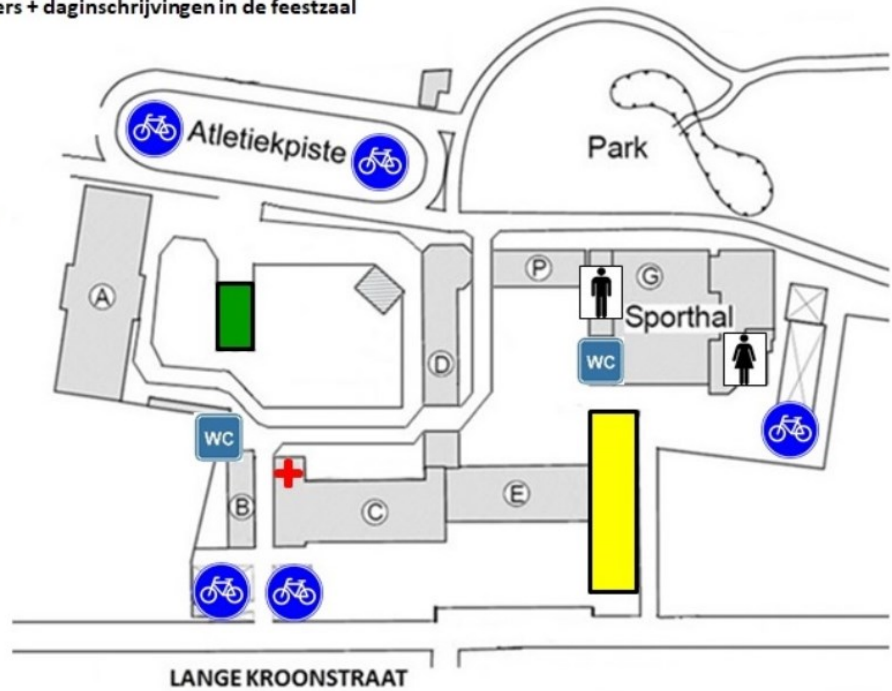 ers + daginschrijvingen in de feestzaal
Atletiekpiste
Park
A
P
G
Sporthal
D
WC
WC
B
C
E
LANGE KROONSTRAAT